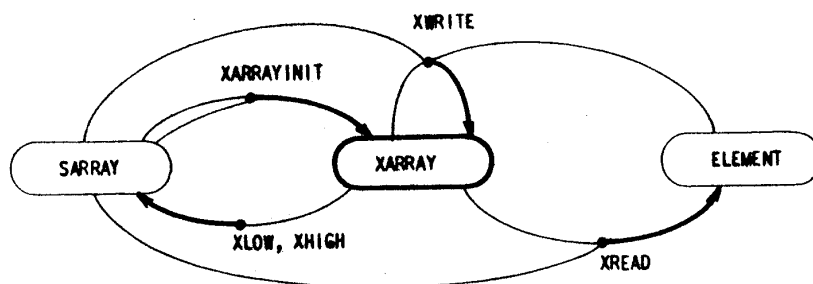 XWRITE
XARRAYINIT
SARRAY
XARRAY
ELEMENT
XLOW, XHIGH
XREAD